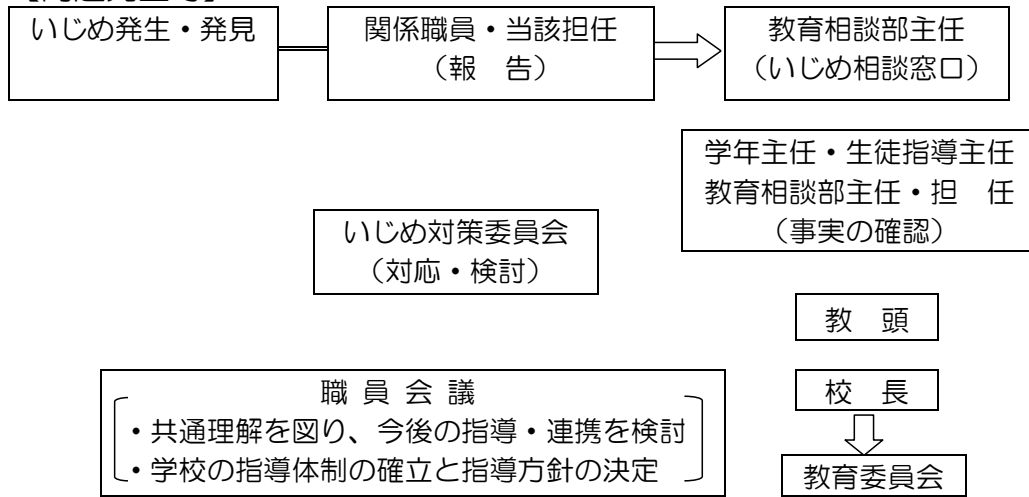 いじめ発生・発見
関係職員・当該担任
（報　告）
教育相談部主任
（いじめ相談窓口）
学年主任・生徒指導主任
教育相談部主任・担　任
（事実の確認）
いじめ対策委員会
（対応・検討）
教　頭
職 員 会 議
・共通理解を図り、今後の指導・連携を検討
・学校の指導体制の確立と指導方針の決定
校　長
教育委員会